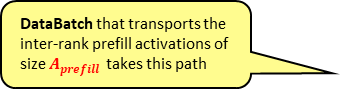 DataBatch that transports the
inter-rank prefill activations of
size A_prefill takes this path